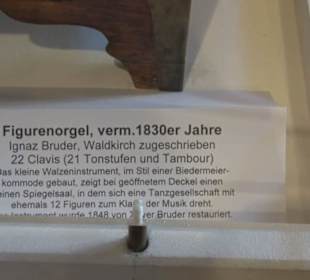 Figurenorgel, verm.1830er Jahre
Ignaz Bruder, Waldkirch zugeschrieben
22 Clavis (21 Tonstufen und Tambour)
Das kleine Walzeninstrument, im Stil einer Biedermeier-
kommode gebaut, zeigt bei geöffnetem Deckel einen
einen Spiegelsaal, in dem sich eine Tanzgesellschaft mit
ehemals 12 Figuren zum Klang der Musik dreht.
Instrument wurde 1848 von Bruder restauriert.